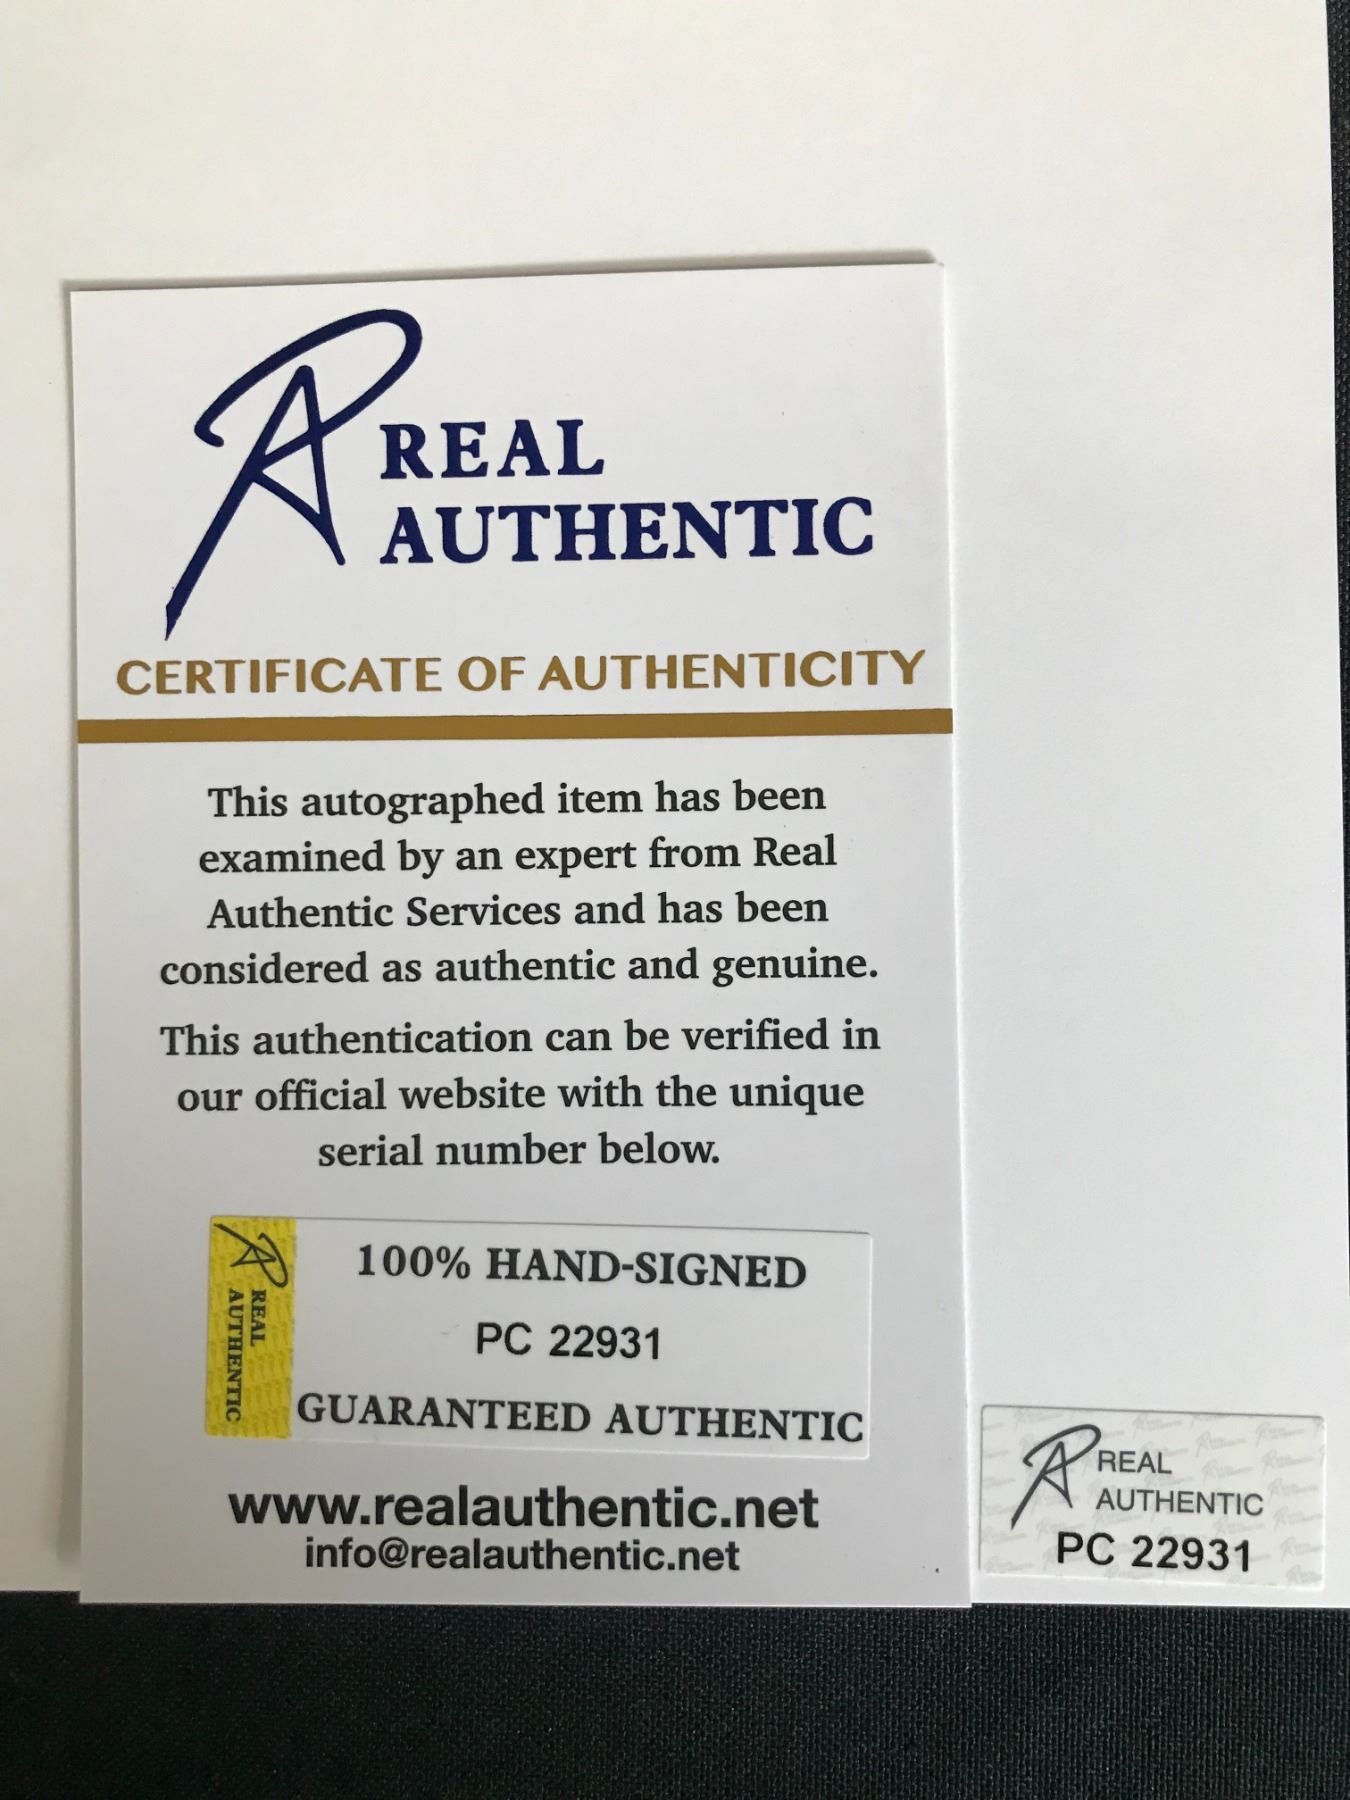 REAL
AUTHENTIC
CERTIFICATE OF AUTHENTICITY
This autographed item has been
examined by an expert from Real
Authentic Services and has been
considered as authentic and genuine.
This authentication can be verified in
our official website with the unique
serial number below.
REAL
AUTHENTIC
100% HAND-SIGNED
PC 22931
GUARANTEED AUTHENTIC
www.realauthentic.net
info@realauthentic.net
REAL
AUTHENTIC
PC 22931